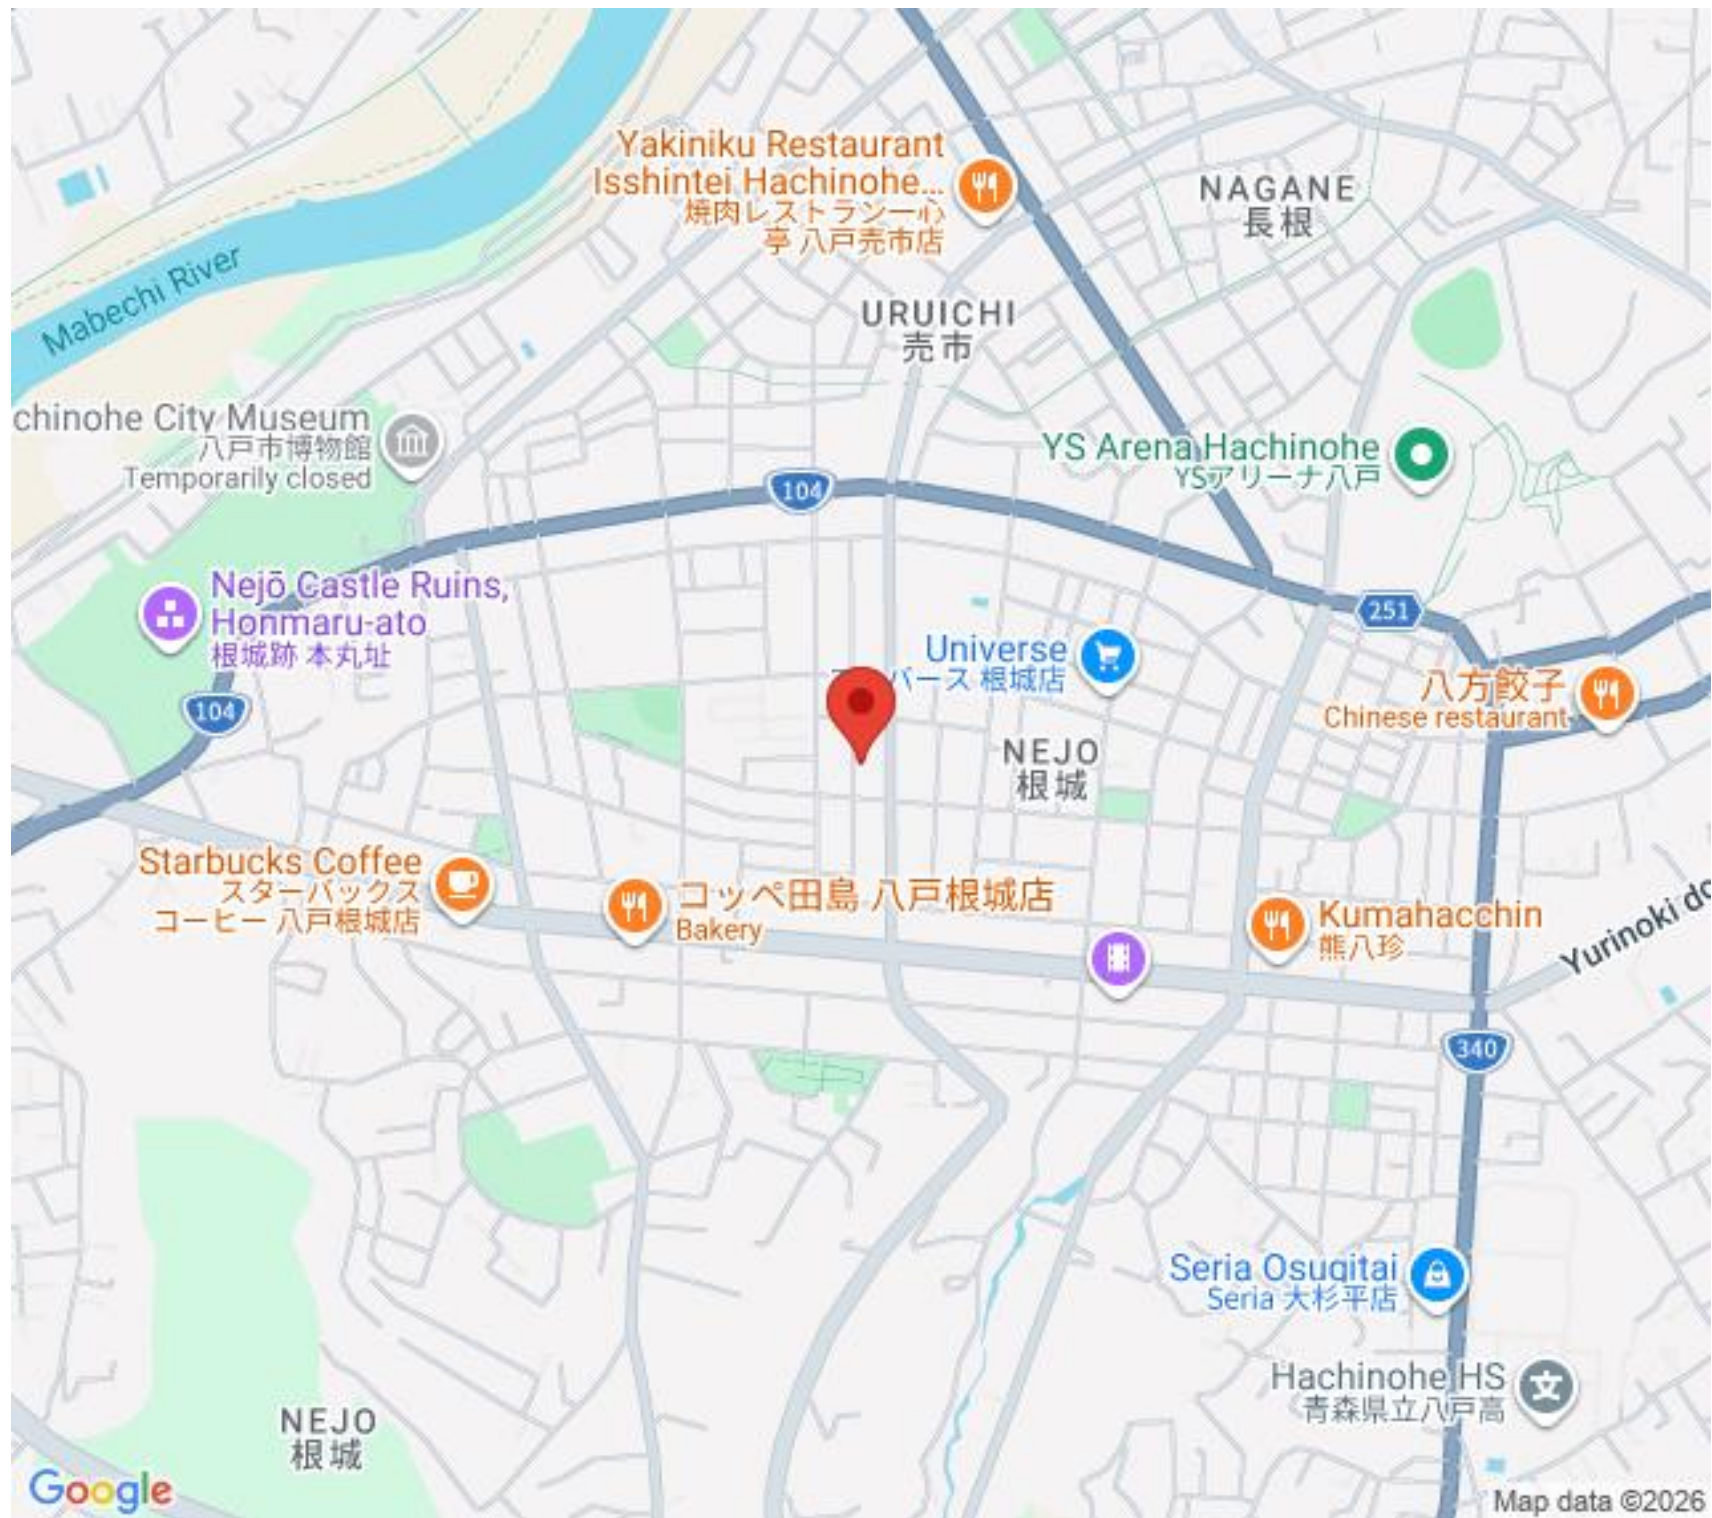 Yakiniku Restaurant
Isshintei Hachinohe...
焼肉レストラン一心
亭 八戸売市店
NAGANE
長根
Mabechi River
URUICHI
売市
chinohe City Museum
八戸市博物館
Temporarily closed
YS Arena Hachinohe
YSアリーナ八戸
104
Nejō Castle Ruins,
Honmaru-ato
根城跡 本丸址
251
Universe
バース 根城店
八方餃子
Chinese restaurant
104
NEJO
根城
Starbucks Coffee
スターバックス
コーヒー 八戸根城店
コッペ田島 八戸根城店
Bakery
Kumahacchin
熊八珍
Yurinoki do
340
Seria Osugitai
Seria 大杉平店
Hachinohe HS
青森県立八戸高
NEJO
根城
Google
Map data ©2026